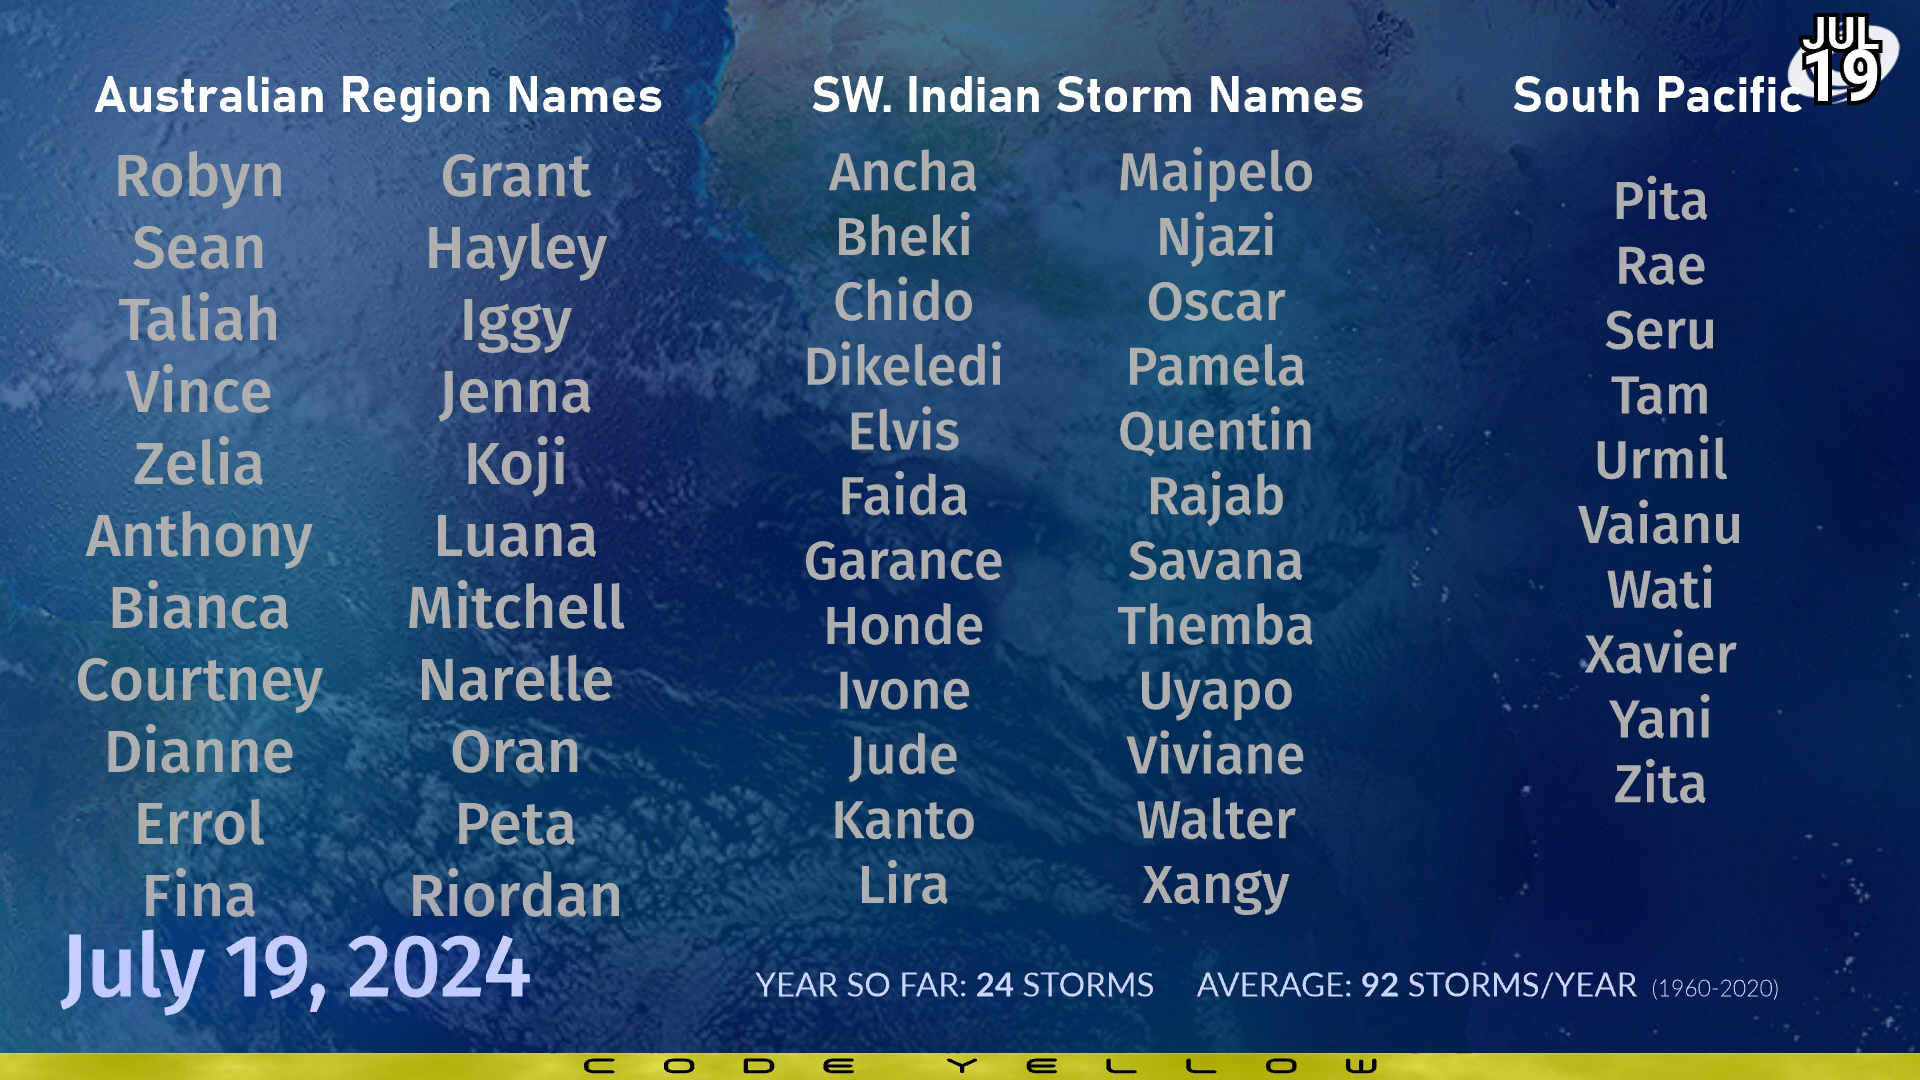 JUL
19
Australian Region Names
Robyn
Sean
Taliah
Vince
Zelia
Anthony
Bianca
Courtney
Dianne
Errol
Fina
Grant
Hayley
Iggy
Jenna
Koji
Luana
Mitchell
Narelle
Oran
Peta
Riordan
SW. Indian Storm Names
Ancha
Bheki
Chido
Dikeledi
Elvis
Faida
Garance
Honde
Ivone
Jude
Kanto
Lira
Maipelo
Njazi
Oscar
Pamela
Quentin
Rajab
Savana
Themba
Uyapo
Viviane
Walter
Xangy
South Pacific
Pita
Rae
Seru
Tam
Urmil
Vaianu
Wati
Xavier
Yani
Zita
July 19, 2024
YEAR SO FAR: 24 STORMS AVERAGE: 92 STORMS/YEAR (1960-2020)
CODE YELLOW